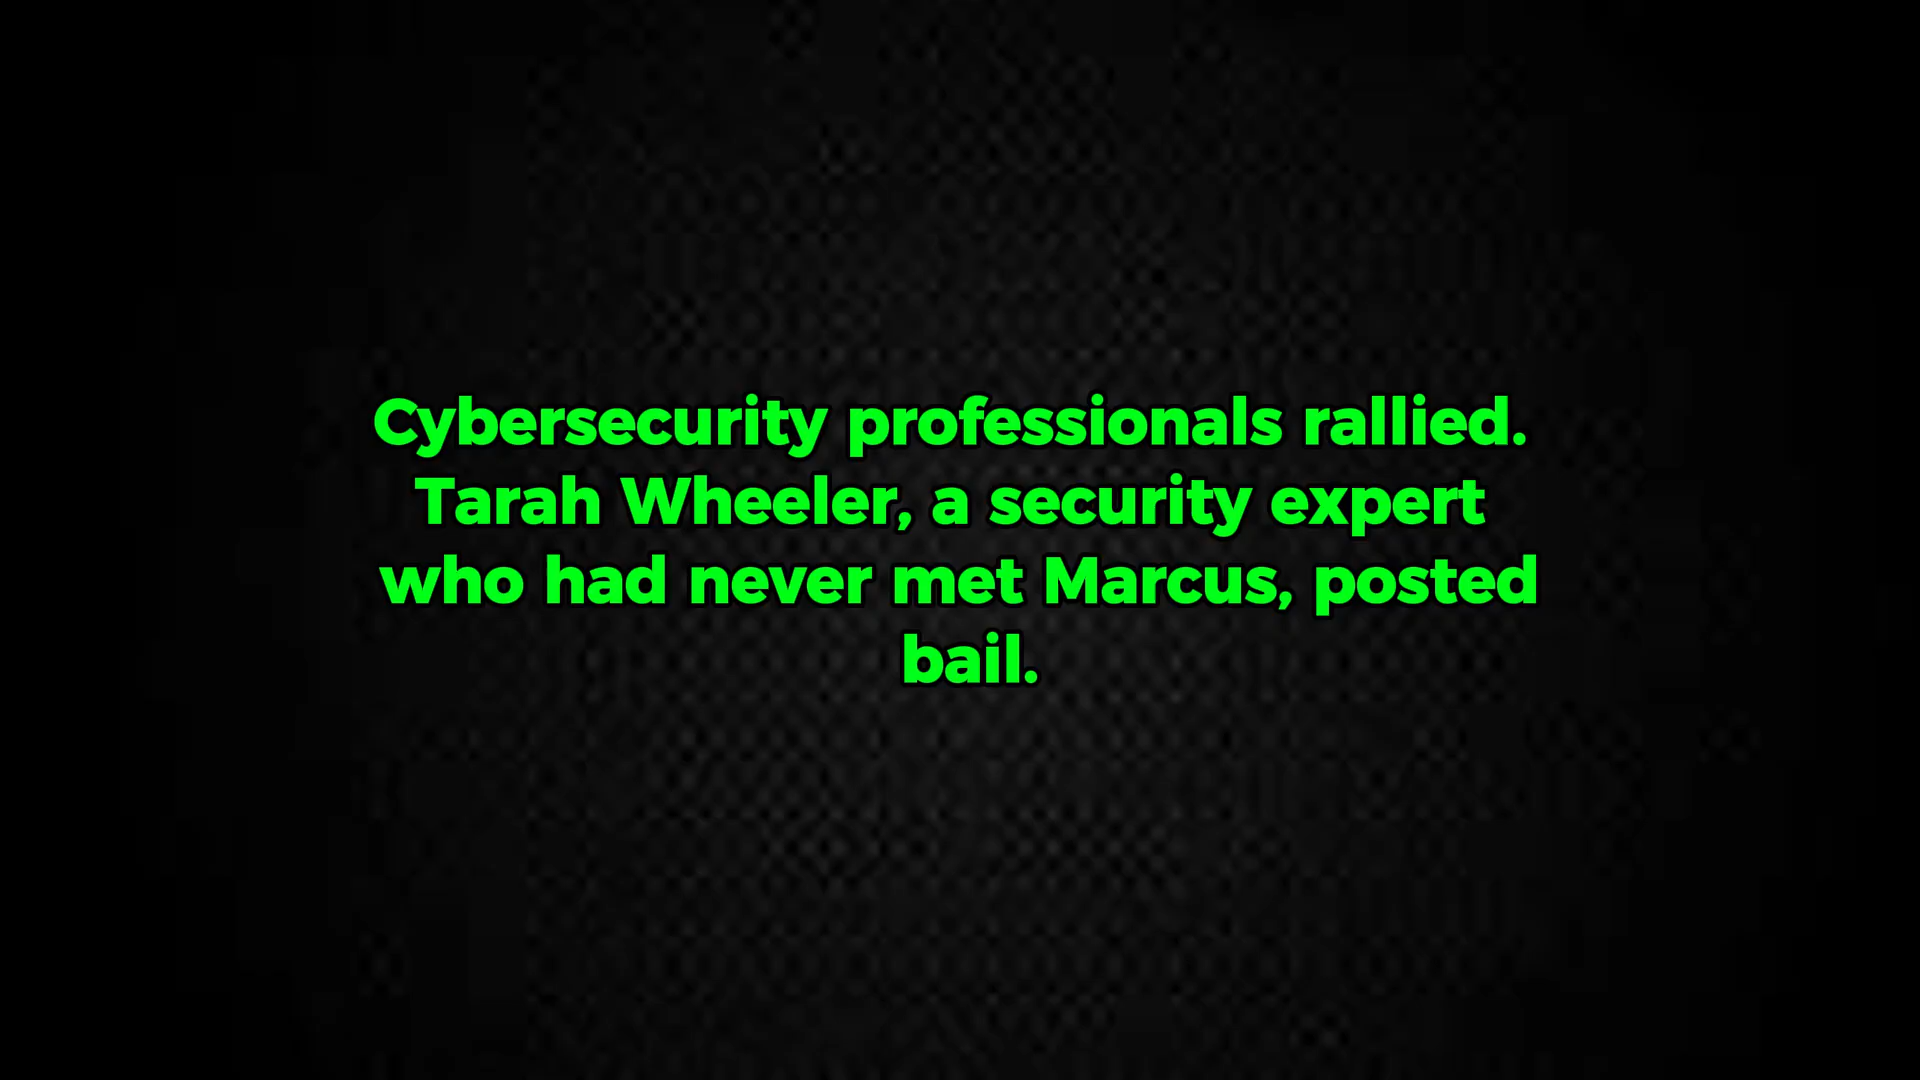 Cybersecurity professionals rallied.
Tarah Wheeler, a security expert
who had never met Marcus, posted
bail.